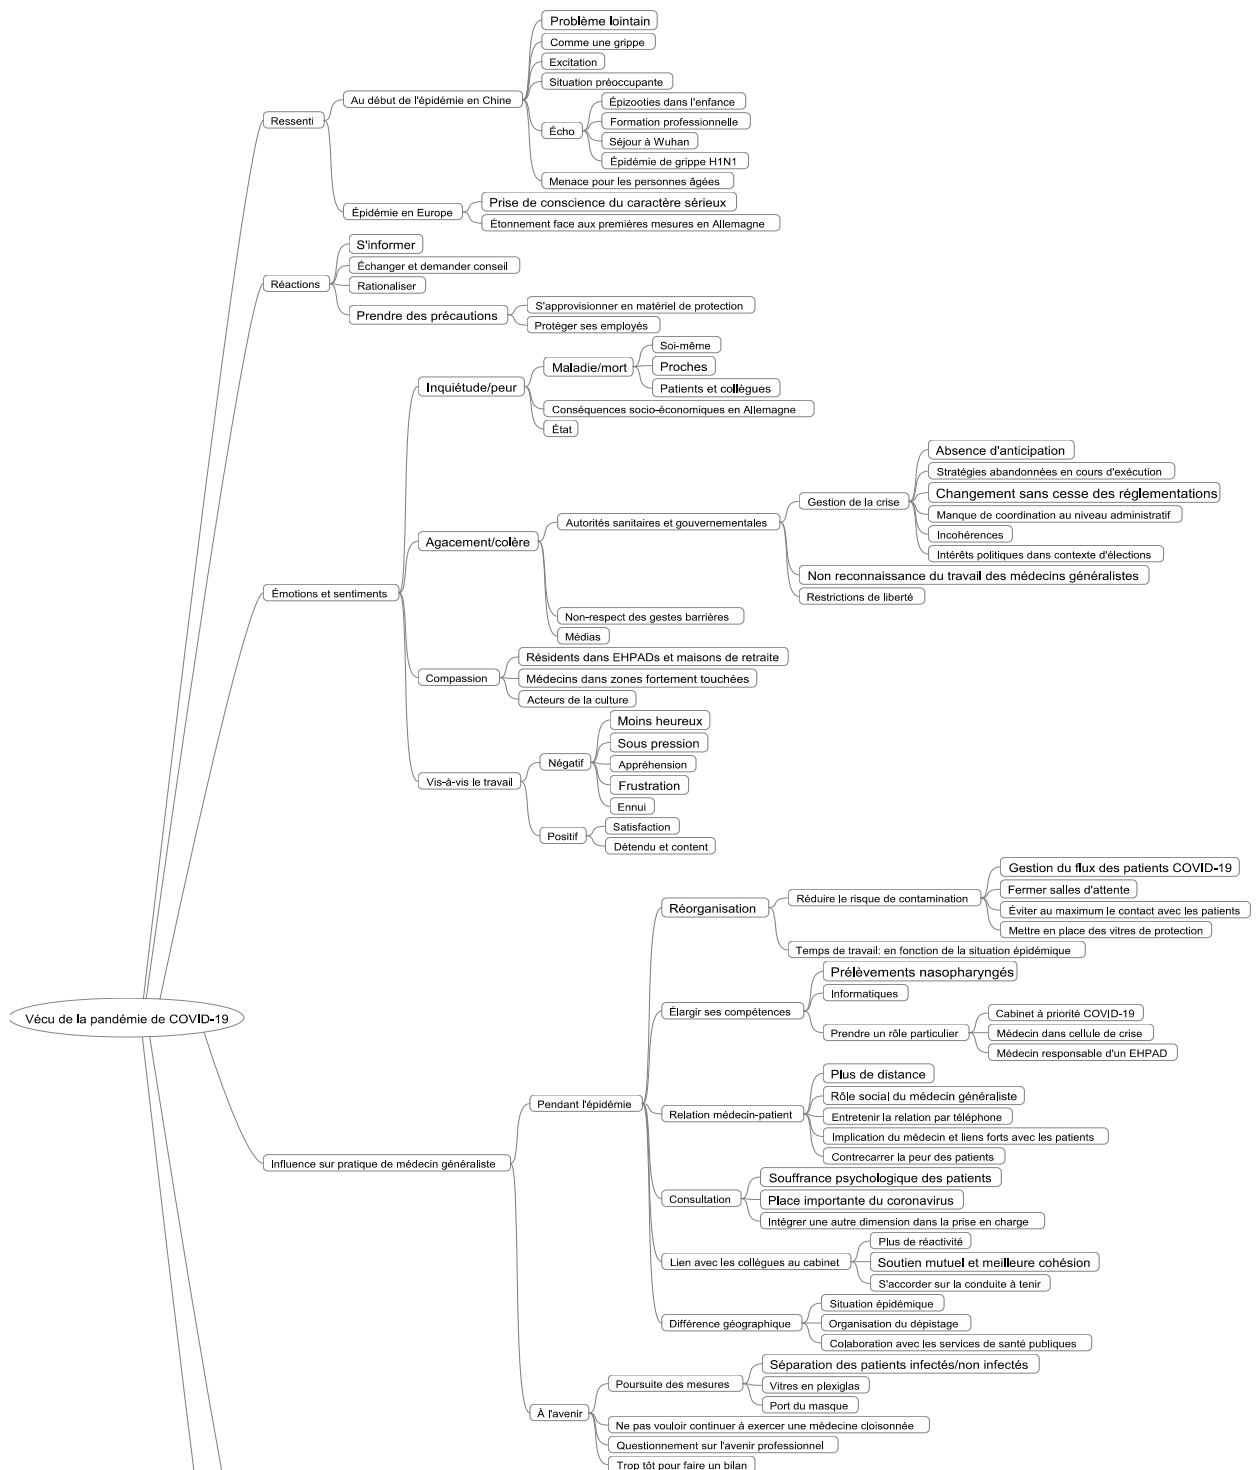 Problème lointain
Comme une grippe
Excitation
Situation préoccupante
Au début de l'épidémie en Chine
Épizooties dans l'enfance
Formation professionnelle
Écho
Séjour à Wuhan
Épidémie de grippe H1N1
Menace pour les personnes âgées
Ressenti
Prise de conscience du caractère sérieux
Épidémie en Europe
Étonnement face aux premières mesures en Allemagne
S'informer
Échanger et demander conseil
Réactions
Rationaliser
Prendre des précautions
S'approvisionner en matériel de protection
Protéger ses employés
Soi-même
Maladie/mort
Proches
Patients et collègues
Inquiétude/peur
Conséquences socio-économiques en Allemagne
État
Absence d'anticipation
Stratégies abandonnées en cours d'exécution
Changement sans cesse des réglementations
Gestion de la crise
Manque de coordination au niveau administratif
Incohérences
Intérêts politiques dans contexte d'élections
Autorités sanitaires et gouvernementales
Non reconnaissance du travail des médecins généralistes
Restrictions de liberté
Agacement/colère
Non-respect des gestes barrières
Médias
Émotions et sentiments
Résidents dans EHPADs et maisons de retraite
Compassion
Médecins dans zones fortement touchées
Acteurs de la culture
Moins heureux
Sous pression
Négatif
Appréhension
Frustration
Ennui
Vis-à-vis le travail
Satisfaction
Positif
Détendu et content
Gestion du flux des patients COVID-19
Fermer salles d'attente
Réduire le risque de contamination
Éviter au maximum le contact avec les patients
Mettre en place des vitres de protection
Réorganisation
Temps de travail: en fonction de la situation épidémique
Prélèvements nasopharyngés
Informatiques
Élargir ses compétences
Cabinet à priorité COVID-19
Prendre un rôle particulier
Médecin dans cellule de crise
Médecin responsable d'un EHPAD
Vécu de la pandémie de COVID-19
Plus de distance
Rôle social du médecin généraliste
Pendant l'épidémie
Relation médecin-patient
Entretenir la relation par téléphone
Implication du médecin et liens forts avec les patients
Contrecarrer la peur des patients
Influence sur pratique de médecin généraliste
Souffrance psychologique des patients
Consultation
Place importante du coronavirus
Intégrer une autre dimension dans la prise en charge
Plus de réactivité
Lien avec les collègues au cabinet
Soutien mutuel et meilleure cohésion
S'accorder sur la conduite à tenir
Situation épidémique
Différence géographique
Organisation du dépistage
Colaboration avec les services de santé publiques
Séparation des patients infectés/non infectés
Poursuite des mesures
Vitres en plexiglas
Port du masque
À l'avenir
Ne pas vouloir continuer à exercer une médecine cloisonnée
Questionnement sur l'avenir professionnel
Trop tôt pour faire un bilan